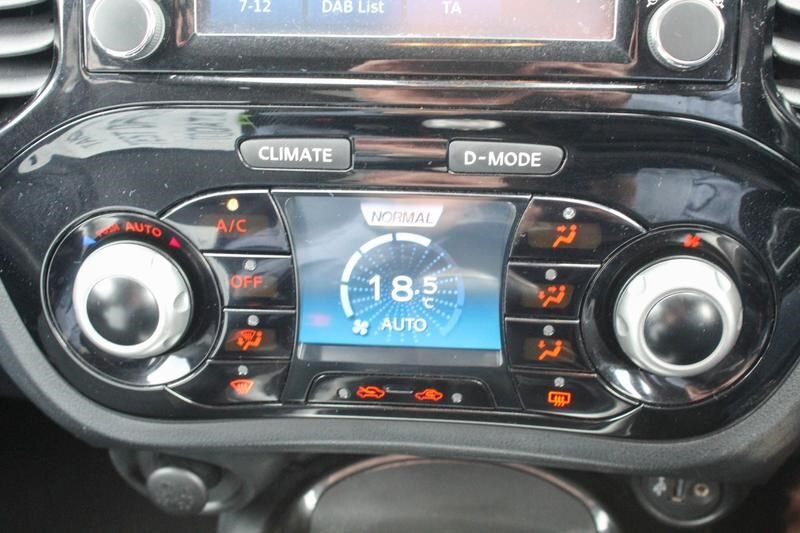 7-12 DAB List TA
CLIMATE D-MODE
A/C
NORMAL
AUTO
OFF
18.5°C
AUTO